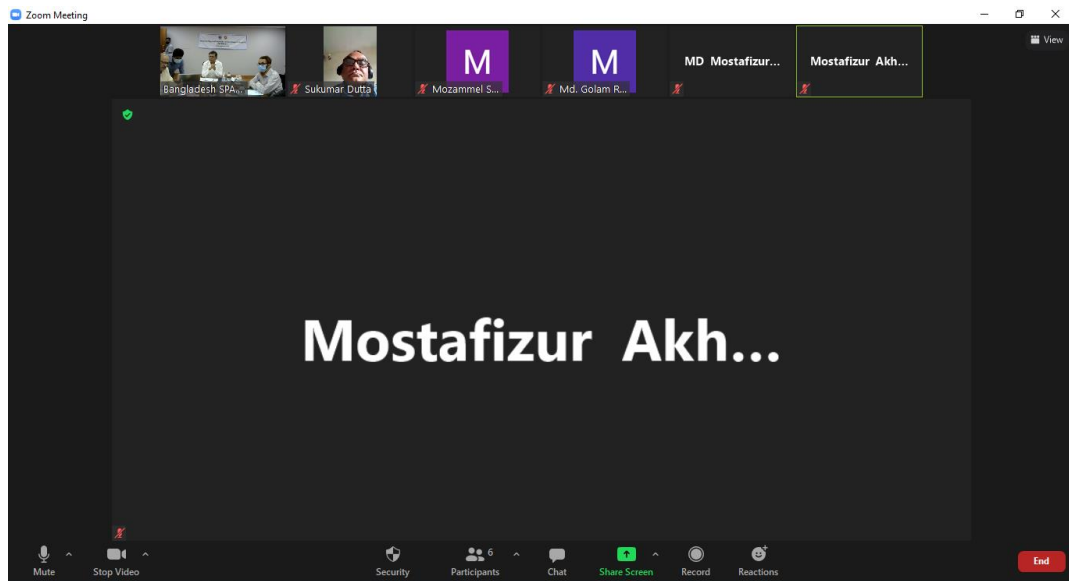 Zoom Meeting
View
Bangladesh SPA...
Sukumar Dutta
M
Mozammel S...
M
Md. Golam R...
MD Mostafizur...
Mostafizur Akh...
Mostafizur Akh...
Mute
Stop Video
Security
6
Participants
Chat
Share Screen
Record
Reactions
End